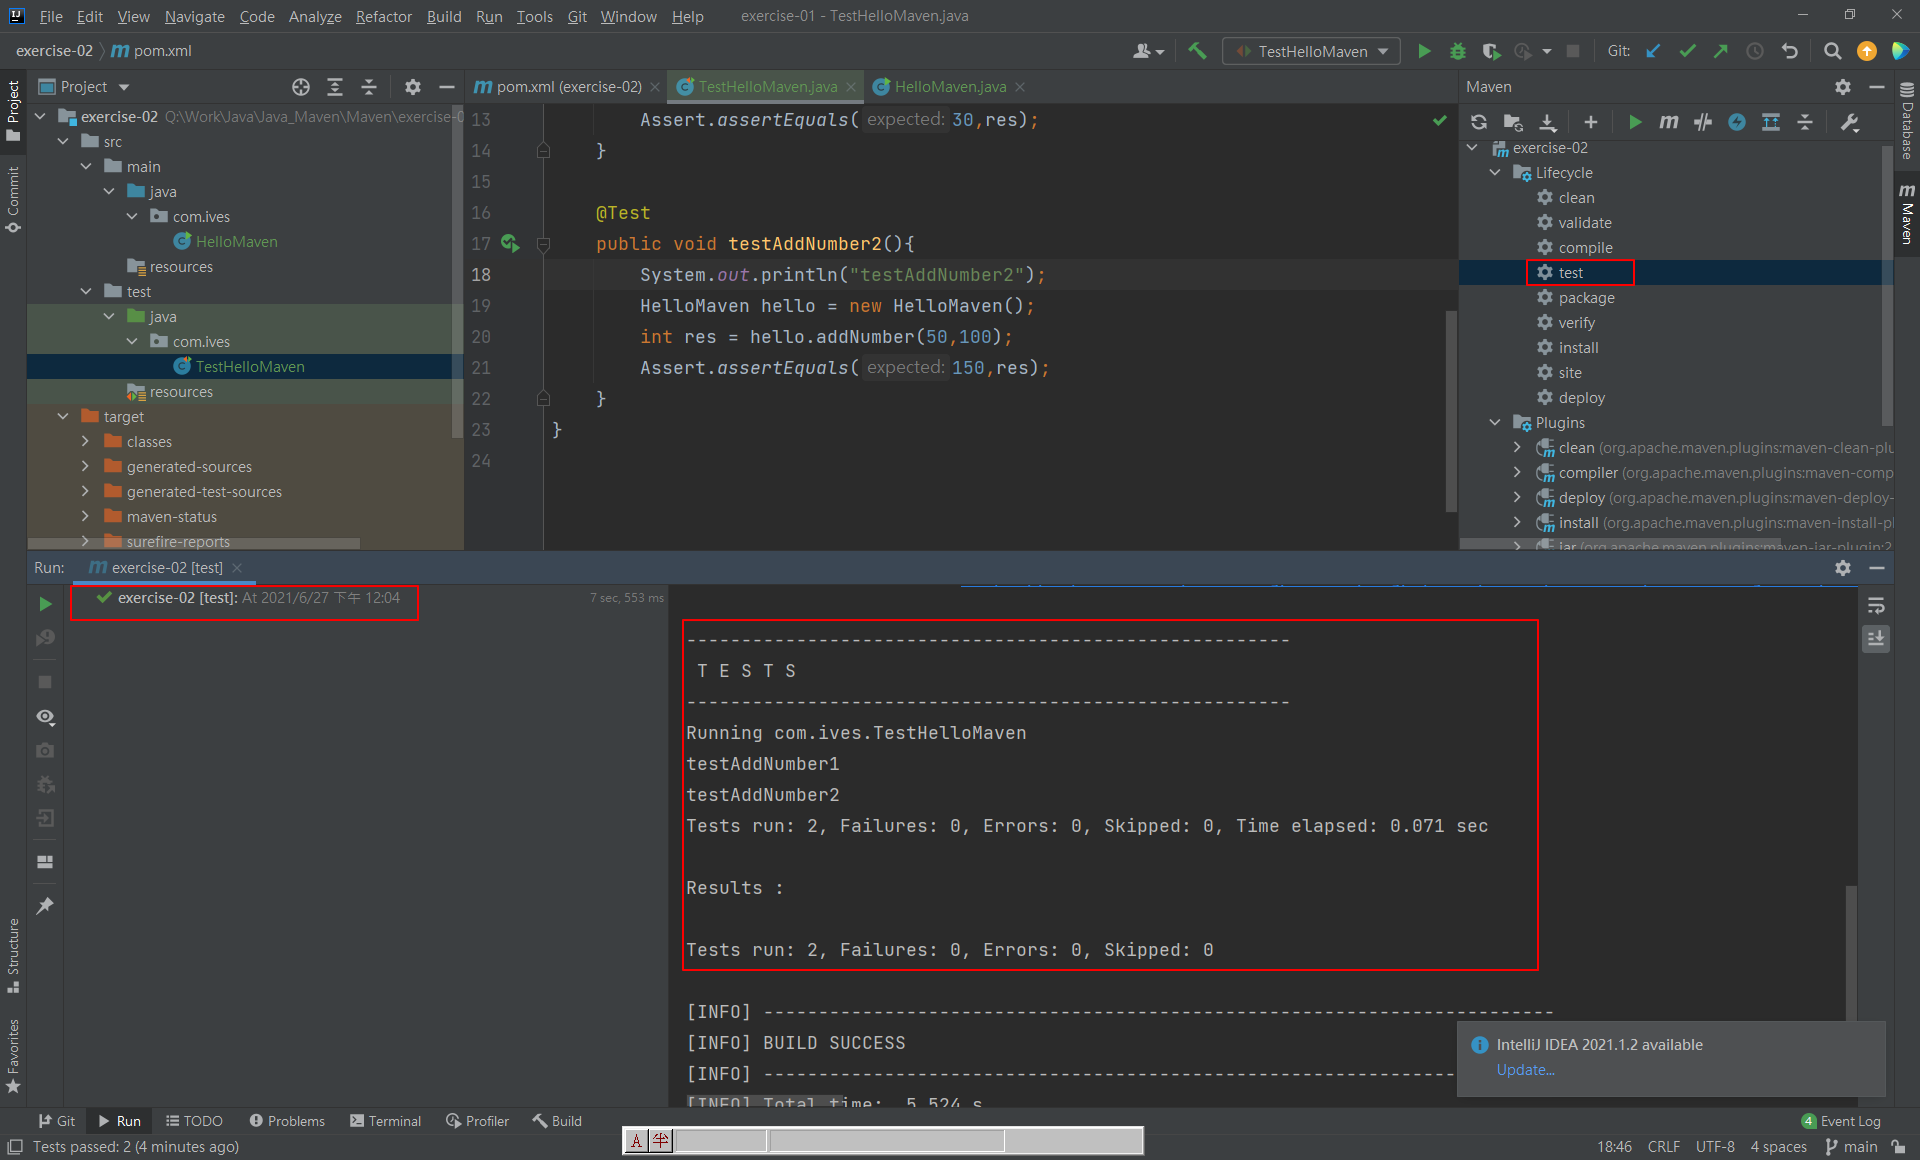 File Edit View Navigate Code Analyze Refactor Build Run Tools Git Window Help exercise-01 - TestHelloMaven.java
exercise-02 pom.xml
TestHelloMaven
Git:
Project
pom.xml (exercise-02)
TestHelloMaven.java
HelloMaven.java
Maven
Project
Commit
Structure
Favorites
Database
Maven
exercise-02 Q:\Work\Java\Java_Maven\Maven\exercise-0
src
main
java
com.ives
HelloMaven
resources
test
java
com.ives
TestHelloMaven
resources
target
classes
generated-sources
generated-test-sources
maven-status
surefire-reports
13 Assert.assertEquals( expected: 30,res);
14 }
15
16 @Test
17 public void testAddNumber2(){
18 System.out.println("testAddNumber2");
19 HelloMaven hello = new HelloMaven();
20 int res = hello.addNumber(50,100);
21 Assert.assertEquals( expected: 150,res);
22 }
23 }
24
exercise-02
Lifecycle
clean
validate
compile
test
package
verify
install
site
deploy
Plugins
clean (org.apache.maven.plugins:maven-clean-plu
compiler (org.apache.maven.plugins:maven-comp
deploy (org.apache.maven.plugins:maven-deploy-
install (org.apache.maven.plugins:maven-install-pl
jar (org.apache.maven.plugins:maven-jar-plugin:2
Run: exercise-02 [test]
exercise-02 [test]: At 2021/6/27 下午 12:04 7 sec, 553 ms
-------------------------------------------------------
T E S T S
-------------------------------------------------------
Running com.ives.TestHelloMaven
testAddNumber1
testAddNumber2
Tests run: 2, Failures: 0, Errors: 0, Skipped: 0, Time elapsed: 0.071 sec
Results :
Tests run: 2, Failures: 0, Errors: 0, Skipped: 0
[INFO] ------------------------------------------------------------------------
[INFO] BUILD SUCCESS
[INFO] ------------------------------------------------------------------------
[INFO] Total time: 5.524 s
IntelliJ IDEA 2021.1.2 available
Update...
Git Run TODO Problems Terminal Profiler Build
4 Event Log
A 半
Tests passed: 2 (4 minutes ago)
18:46 CRLF UTF-8 4 spaces main